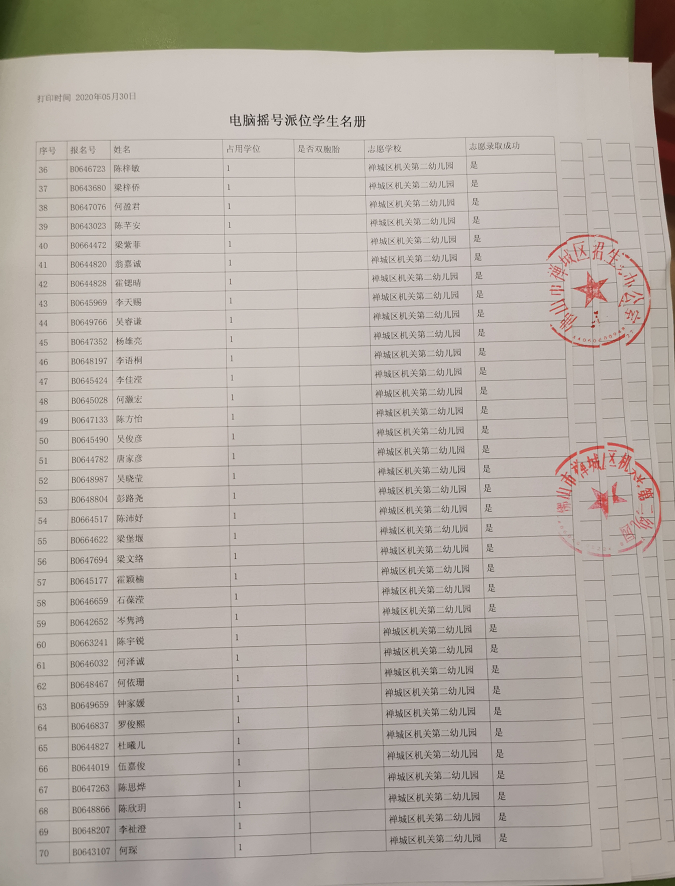 打印时间 2020年05月30日
电脑摇号派位学生名册
序号 报名号 姓名 占用学位 是否双胞胎 志愿学校 志愿录取成功
36 B0646723 陈梓敏 1 禅城区机关第二幼儿园 是
37 B0643680 梁梓侨 1 禅城区机关第二幼儿园 是
38 B0647076 何盈君 1 禅城区机关第二幼儿园 是
39 B0643023 陈芊安 1 禅城区机关第二幼儿园 是
40 B0664472 梁紫菲 1 禅城区机关第二幼儿园 是
41 B0644820 翁嘉诚 1 禅城区机关第二幼儿园 是
42 B0644828 霍锶晴 1 禅城区机关第二幼儿园 是
43 B0645969 李天赐 1 禅城区机关第二幼儿园 是
44 B0649766 吴睿谦 1 禅城区机关第二幼儿园 是
45 B0647352 杨雄亮 1 禅城区机关第二幼儿园 是
46 B0648197 李语桐 1 禅城区机关第二幼儿园 是
47 B0645424 李佳滢 1 禅城区机关第二幼儿园 是
48 B0645028 何灏宏 1 禅城区机关第二幼儿园 是
49 B0647133 陈方怡 1 禅城区机关第二幼儿园 是
50 B0645490 吴俊彦 1 禅城区机关第二幼儿园 是
51 B0644782 唐家彦 1 禅城区机关第二幼儿园 是
52 B0648987 吴晓莹 1 禅城区机关第二幼儿园 是
53 B0648804 彭路尧 1 禅城区机关第二幼儿园 是
54 B0664517 陈沛妤 1 禅城区机关第二幼儿园 是
55 B0664622 梁堡堰 1 禅城区机关第二幼儿园 是
56 B0647694 梁文络 1 禅城区机关第二幼儿园 是
57 B0645177 霍颖楠 1 禅城区机关第二幼儿园 是
58 B0646659 石葆滢 1 禅城区机关第二幼儿园 是
59 B0642652 岑隽鸿 1 禅城区机关第二幼儿园 是
60 B0663241 陈宇锐 1 禅城区机关第二幼儿园 是
61 B0646032 何泽诚 1 禅城区机关第二幼儿园 是
62 B0648467 何依珊 1 禅城区机关第二幼儿园 是
63 B0649659 钟家媛 1 禅城区机关第二幼儿园 是
64 B0646837 罗俊熙 1 禅城区机关第二幼儿园 是
65 B0644827 杜曦儿 1 禅城区机关第二幼儿园 是
66 B0644019 伍嘉俊 1 禅城区机关第二幼儿园 是
67 B0647263 陈思烨 1 禅城区机关第二幼儿园 是
68 B0648866 陈欣玥 1 禅城区机关第二幼儿园 是
69 B0648207 李祉澄 1 禅城区机关第二幼儿园 是
70 B0643107 何琛 1 禅城区机关第二幼儿园 是
佛山市禅城区招生办公室
佛山市禅城区机关第二幼儿园